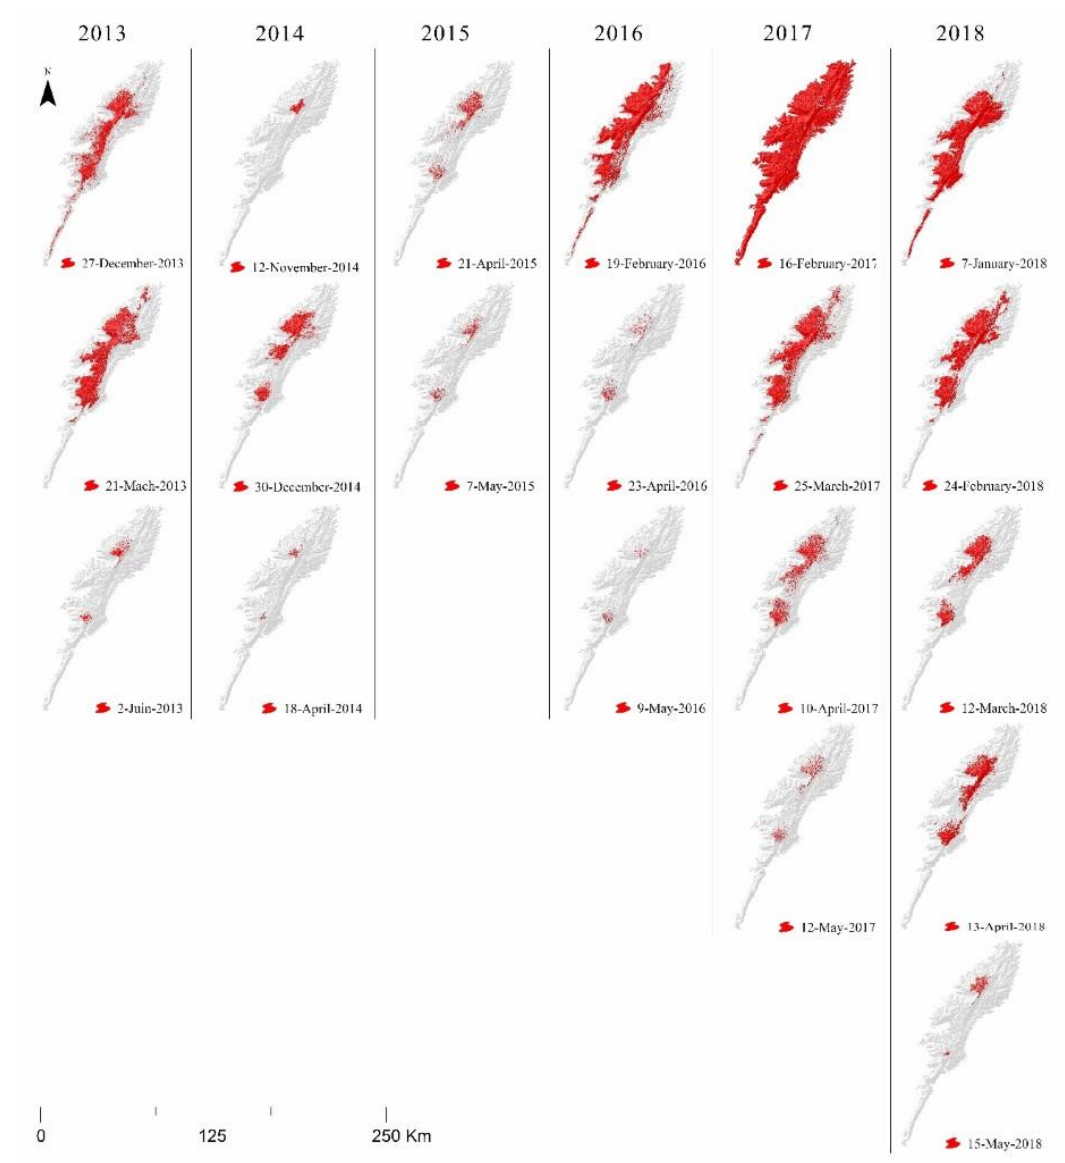 2013 2014 2015 2016 2017 2018
N
27-December-2013 12-November-2014 21-April-2015 19-February-2016 16-February-2017 7-January-2018
21-Mach-2013 30-December-2014 7-May-2015 23-April-2016 25-March-2017 24-February-2018
2-Juin-2013 18-April-2014 9-May-2016 10-April-2017 12-March-2018
12-May-2017 13-April-2018
15-May-2018
0 125 250 Km